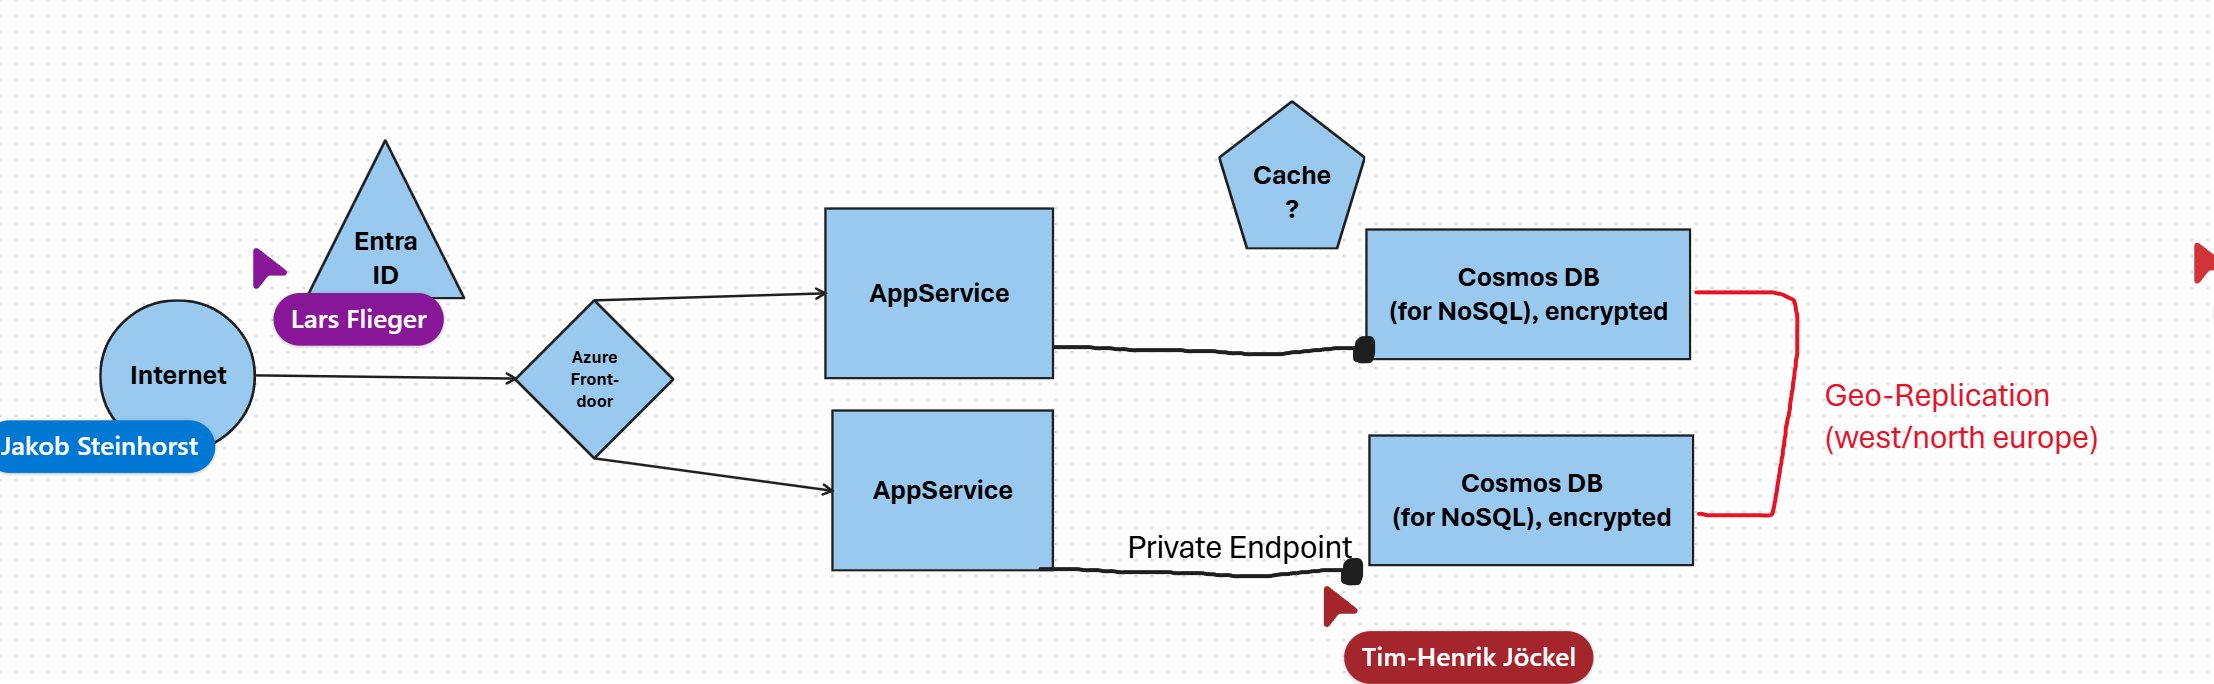 Entra
ID
Lars Flieger
Internet
Jakob Steinhorst
Azure
Front-
door
AppService
AppService
Cache
?
Cosmos DB
(for NoSQL), encrypted
Cosmos DB
(for NoSQL), encrypted
Private Endpoint
Tim-Henrik Jöckel
Geo-Replication
(west/north europe)